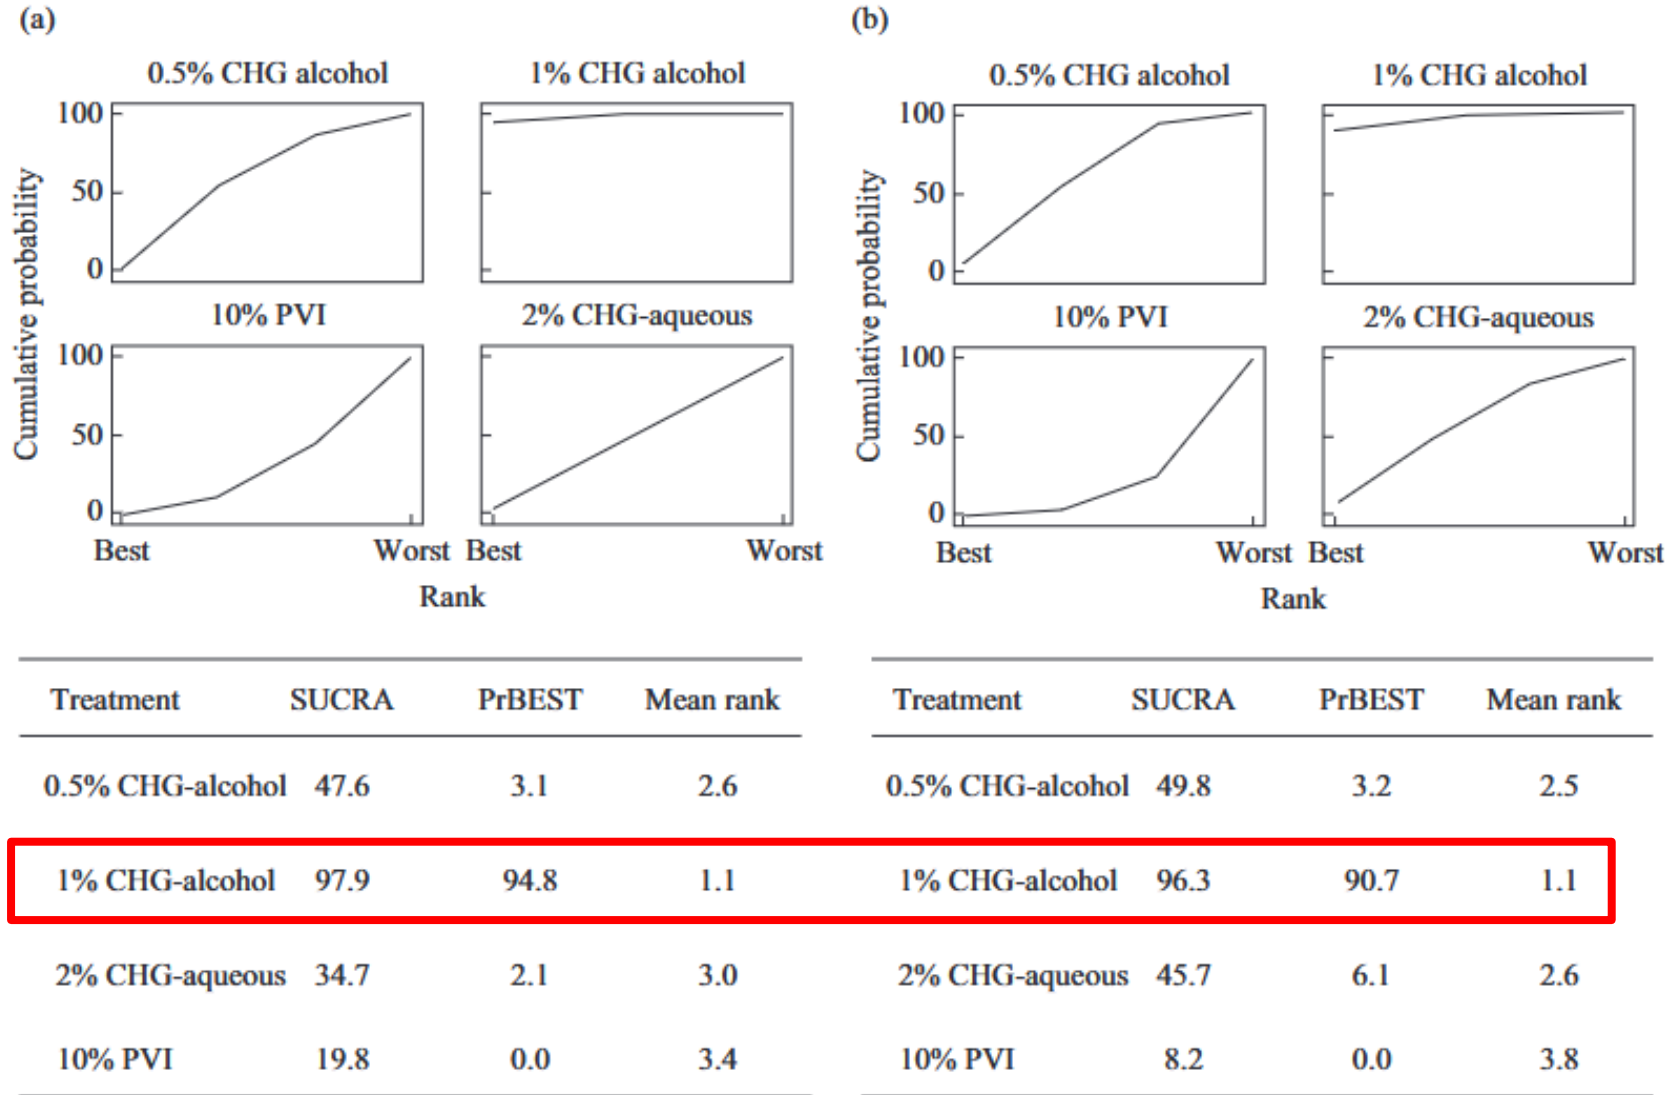 (a)
0.5% CHG alcohol 1% CHG alcohol
100
50
0
10% PVI 2% CHG-aqueous
100
50
0
Cumulative probability
Best Worst Best Worst
Rank
Treatment SUCRA PrBEST Mean rank
0.5% CHG-alcohol 47.6 3.1 2.6
1% CHG-alcohol 97.9 94.8 1.1
2% CHG-aqueous 34.7 2.1 3.0
10% PVI 19.8 0.0 3.4
(b)
0.5% CHG alcohol 1% CHG alcohol
100
50
0
10% PVI 2% CHG-aqueous
100
50
0
Cumulative probability
Best Worst Best Worst
Rank
Treatment SUCRA PrBEST Mean rank
0.5% CHG-alcohol 49.8 3.2 2.5
1% CHG-alcohol 96.3 90.7 1.1
2% CHG-aqueous 45.7 6.1 2.6
10% PVI 8.2 0.0 3.8